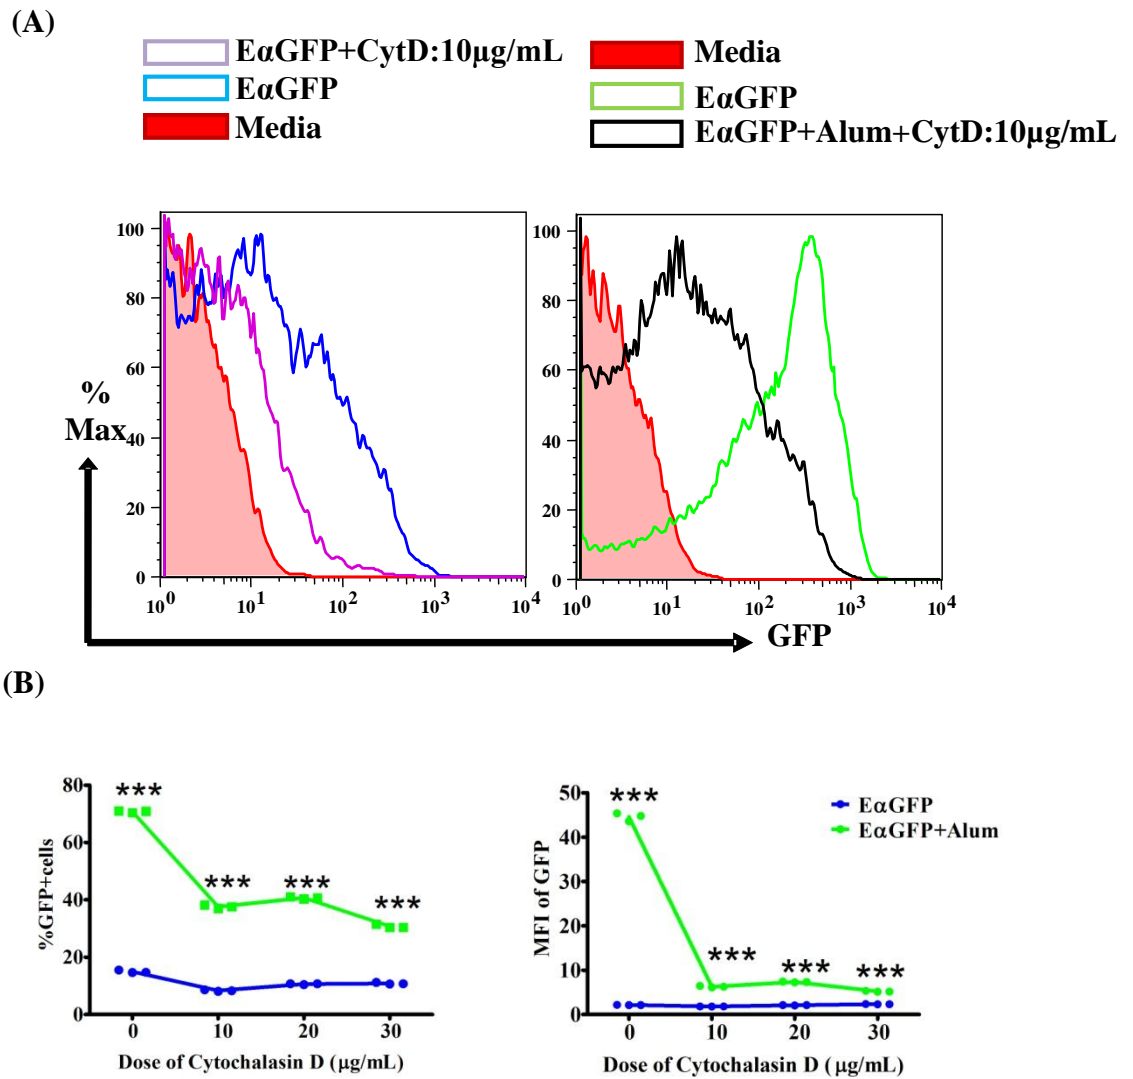 (A)
EαGFP+CytD:10µg/mL
EαGFP
Media
Media
EαGFP
EαGFP+Alum+CytD:10µg/mL
100
80
60
40
20
0
10⁰ 10¹ 10² 10³ 10⁴
100
80
60
40
20
0
10⁰ 10¹ 10² 10³ 10⁴
%
Max
GFP
(B)
80
60
40
20
0
%GFP+cells
*** *** *** ***
0 10 20 30
Dose of Cytochalasin D (µg/mL)
50
40
30
20
10
0
MFI of GFP
*** *** *** ***
EαGFP
EαGFP+Alum
0 10 20 30
Dose of Cytochalasin D (µg/mL)